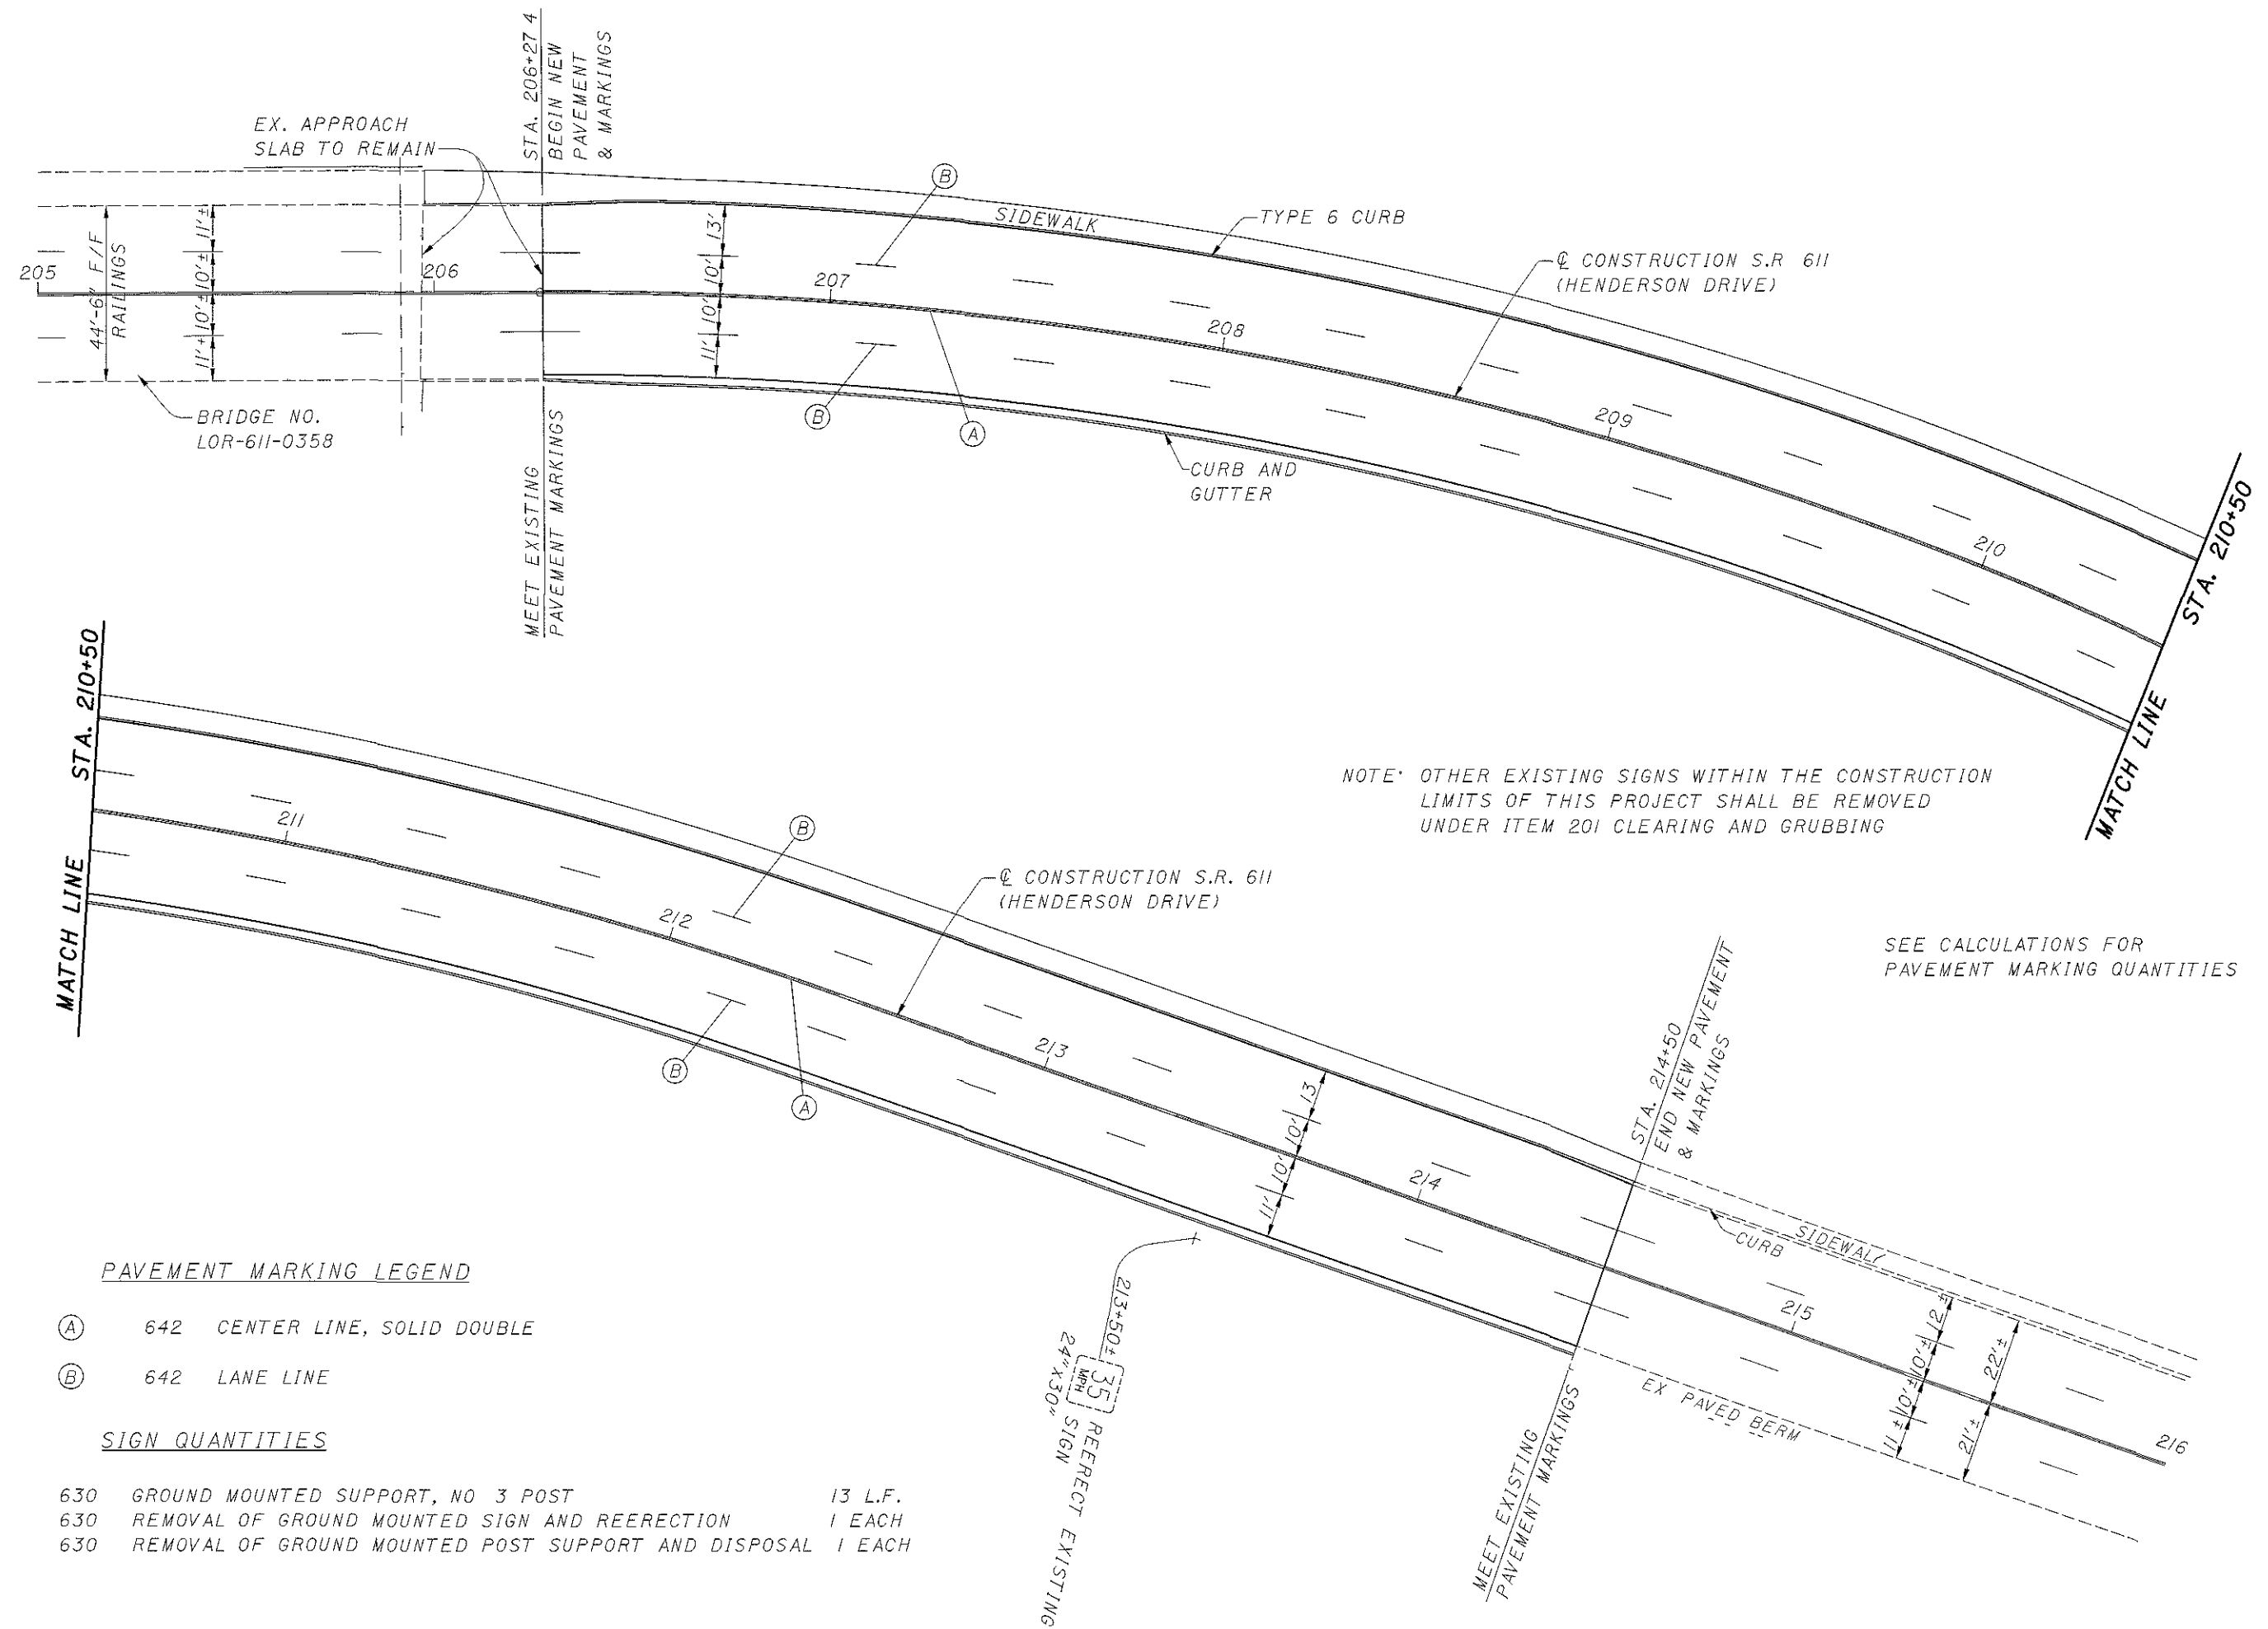 STA. 206+27 4
BEGIN NEW
PAVEMENT
& MARKINGS
EX. APPROACH
SLAB TO REMAIN
B
SIDEWALK
TYPE 6 CURB
℄ CONSTRUCTION S.R 611
(HENDERSON DRIVE)
44'-6" F/F
RAILINGS
11'±
10'±
10'±
11'±
13'
10'
10'
11'
205
206
207
208
209
210
BRIDGE NO.
LOR-611-0358
B
A
CURB AND
GUTTER
MEET EXISTING
PAVEMENT MARKINGS
MATCH LINE STA. 210+50
MATCH LINE STA. 210+50
NOTE: OTHER EXISTING SIGNS WITHIN THE CONSTRUCTION
LIMITS OF THIS PROJECT SHALL BE REMOVED
UNDER ITEM 201 CLEARING AND GRUBBING
211
212
213
214
215
216
B
℄ CONSTRUCTION S.R. 611
(HENDERSON DRIVE)
B
A
SEE CALCULATIONS FOR
PAVEMENT MARKING QUANTITIES
STA. 214+50
END NEW PAVEMENT
& MARKINGS
13
10'
10'
11'
CURB
SIDEWALK
12 ±
10'±
10'±
11 ±
22'±
21'±
EX PAVED BERM
MEET EXISTING
PAVEMENT MARKINGS
213+50±
35
MPH
24"x30"
REERECT EXISTING
SIGN
PAVEMENT MARKING LEGEND
A 642 CENTER LINE, SOLID DOUBLE
B 642 LANE LINE
SIGN QUANTITIES
630 GROUND MOUNTED SUPPORT, NO 3 POST 13 L.F.
630 REMOVAL OF GROUND MOUNTED SIGN AND REERECTION 1 EACH
630 REMOVAL OF GROUND MOUNTED POST SUPPORT AND DISPOSAL 1 EACH